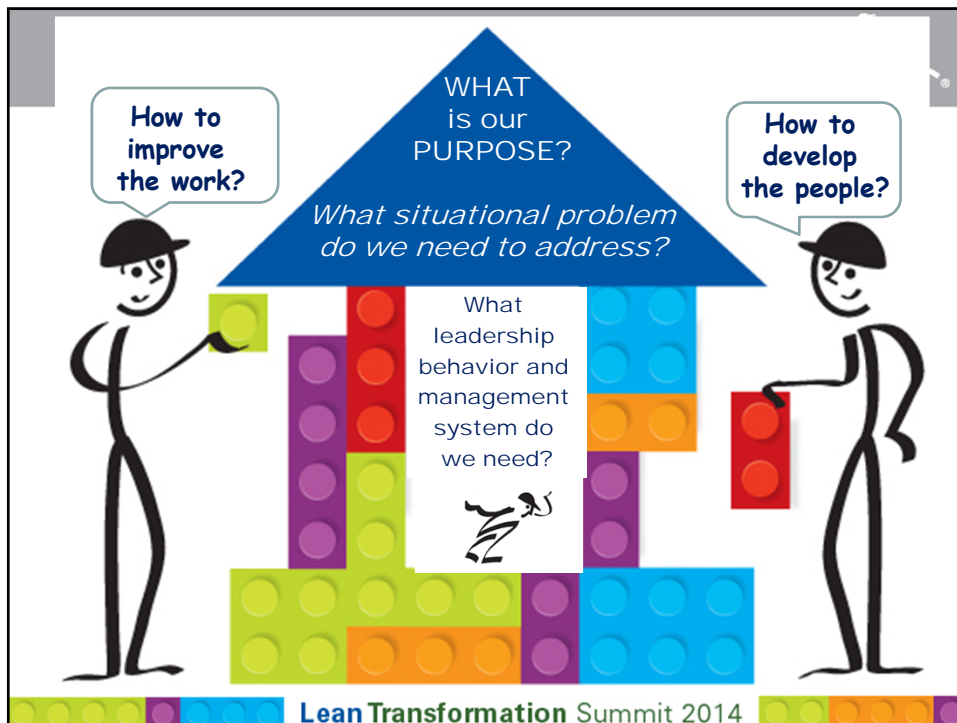 How to
improve
the work?
WHAT
is our
PURPOSE?
What situational problem
do we need to address?
How to
develop
the people?
What
leadership
behavior and
management
system do
we need?
Lean Transformation Summit 2014